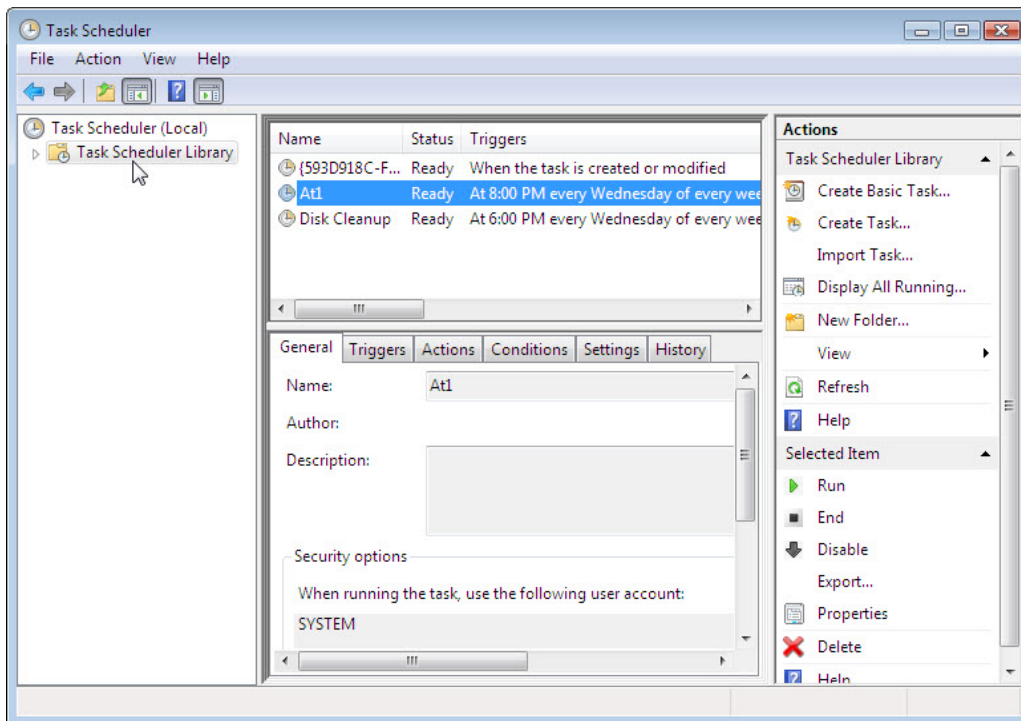 Task Scheduler
File Action View Help
Task Scheduler (Local)
Task Scheduler Library
Name Status Triggers
{593D918C-F... Ready When the task is created or modified
At1 Ready At 8:00 PM every Wednesday of every wee
Disk Cleanup Ready At 6:00 PM every Wednesday of every wee
General Triggers Actions Conditions Settings History
Name: At1
Author:
Description:
Security options
When running the task, use the following user account:
SYSTEM
Actions
Task Scheduler Library
Create Basic Task...
Create Task...
Import Task...
Display All Running...
New Folder...
View
Refresh
Help
Selected Item
Run
End
Disable
Export...
Properties
Delete
Help